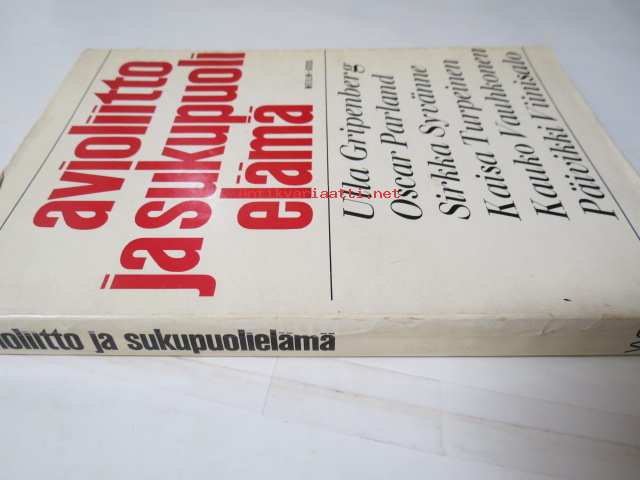 avioliitto
ja sukupuoli
elämä
Ulla Gripenberg
Oscar Parland
Sirkka Syvänne
Kaisa Turpeinen
Kauko Vauhkonen
Päivikki Viinisalo
ioliitto ja sukupuolielämä
antikvariaatti.net